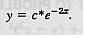 y = c*e^{-2x}.